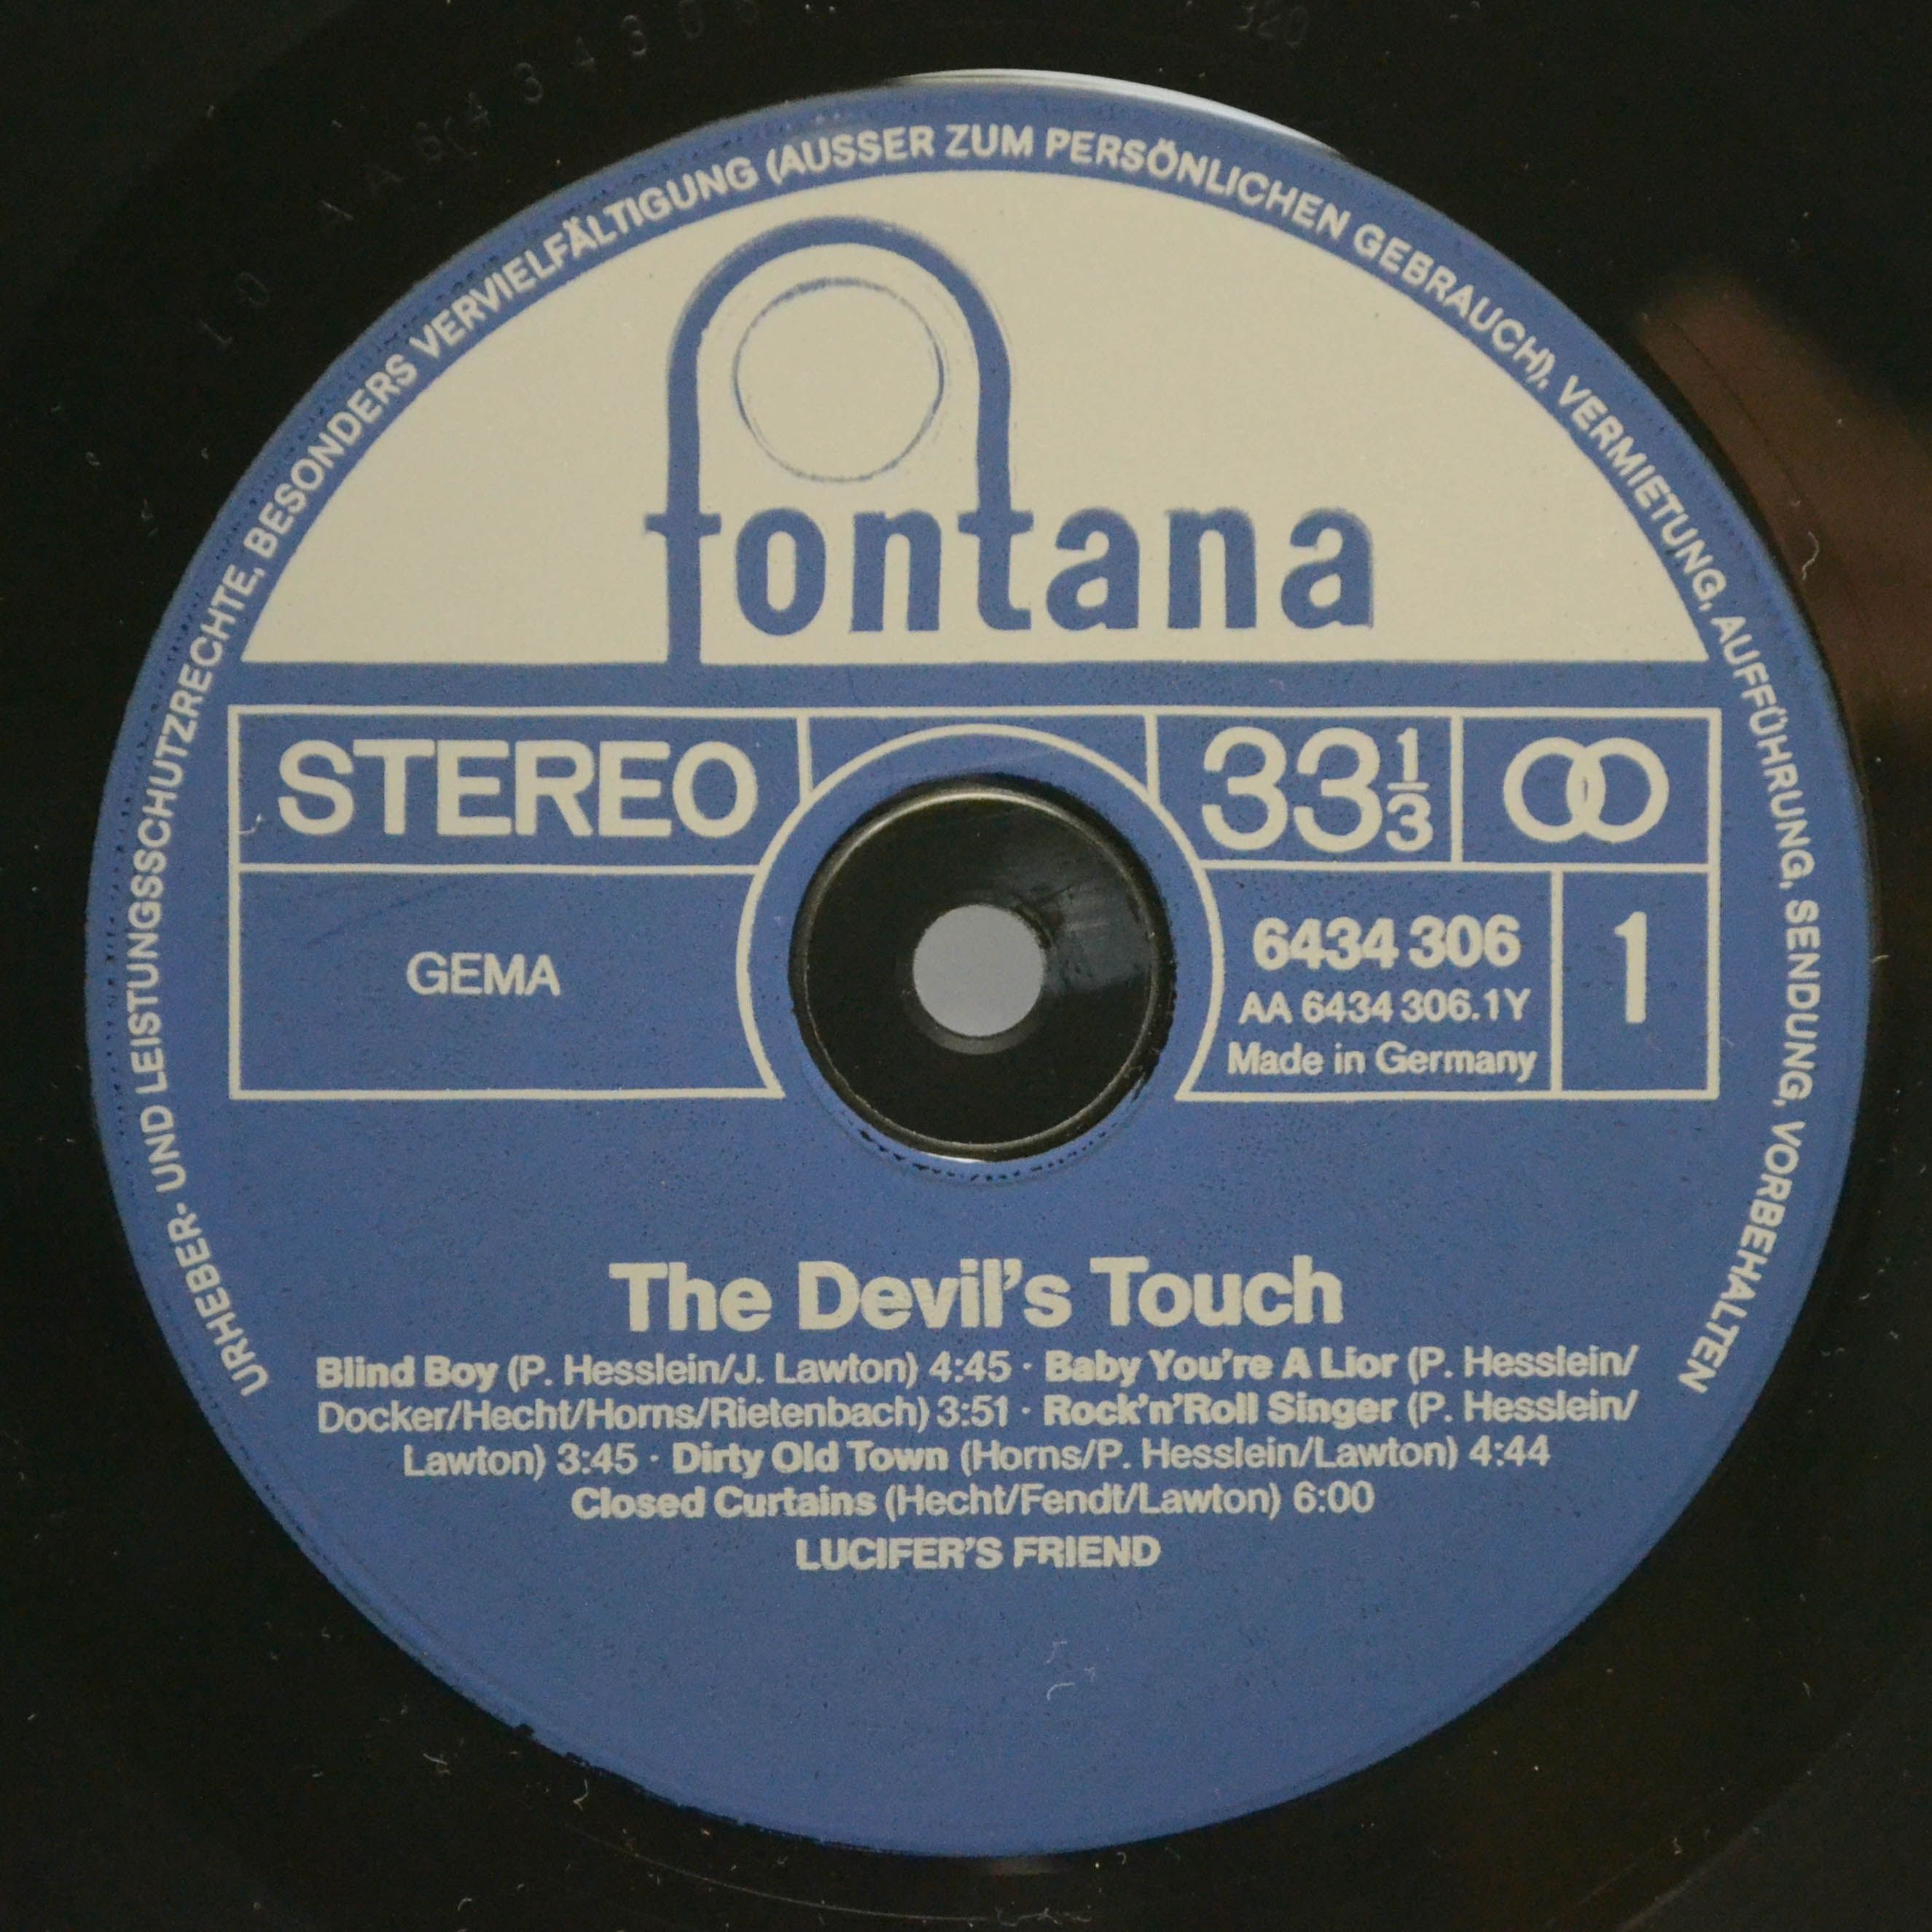 URHEBER- UND LEISTUNGSSCHUTZRECHTE, BESONDERS VERVIELFÄLTIGUNG (AUSSER ZUM PERSÖNLICHEN GEBRAUCH), VERMIETUNG, AUFFÜHRUNG, SENDUNG, VORBEHALTEN
fontana
STEREO
33 1/3
GEMA
6434 306
AA 6434 306.1Y
Made in Germany
1
The Devil's Touch
Blind Boy (P. Hesslein/J. Lawton) 4:45 · Baby You're A Lior (P. Hesslein/
Docker/Hecht/Horns/Rietenbach) 3:51 · Rock'n'Roll Singer (P. Hesslein/
Lawton) 3:45 · Dirty Old Town (Horns/P. Hesslein/Lawton) 4:44
Closed Curtains (Hecht/Fendt/Lawton) 6:00
LUCIFER'S FRIEND
320